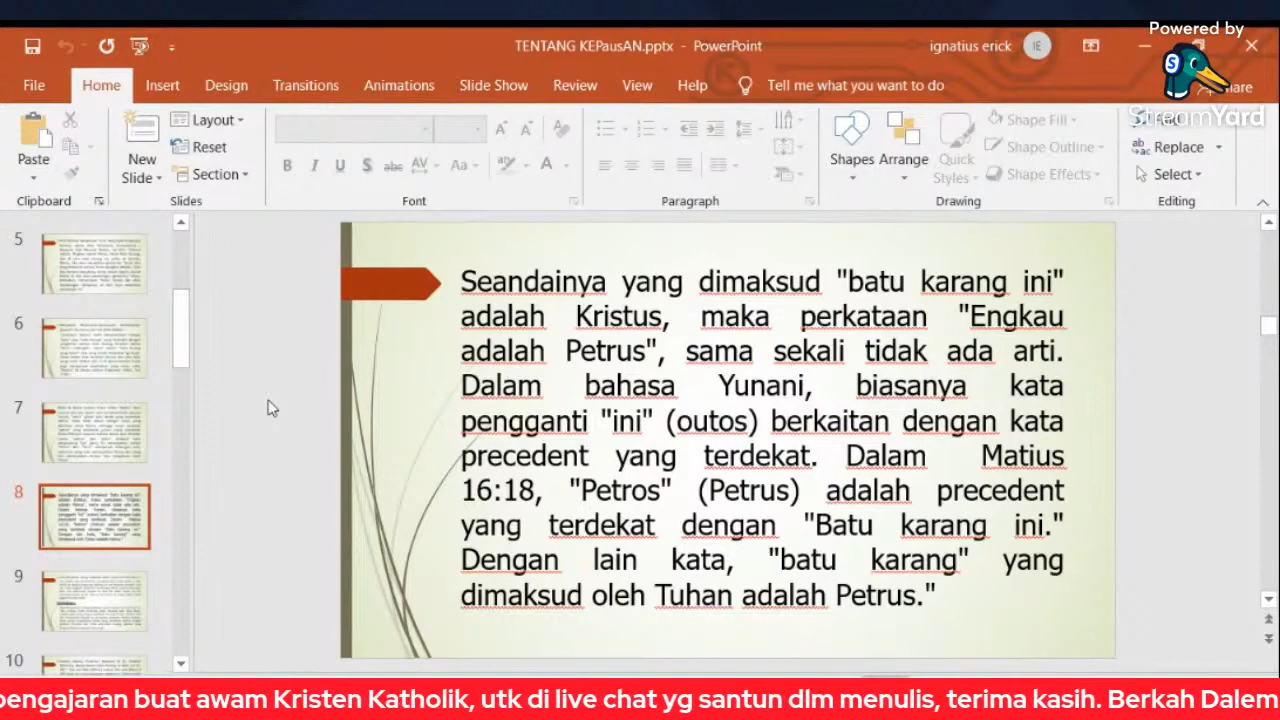 Powered by
StreamYard
TENTANG KEPausAN.pptx - PowerPoint
ignatius erick
IE
File Home Insert Design Transitions Animations Slide Show Review View Help Tell me what you want to do
Paste
Clipboard
New Slide
Layout
Reset
Section
Slides
B I U S abc AV Aa A
Font
Paragraph
Shapes Arrange Quick Styles
Shape Fill
Shape Outline
Shape Effects
Drawing
Replace
Select
Editing
5
6
7
8
9
10
Seandainya yang dimaksud "batu karang ini"
adalah Kristus, maka perkataan "Engkau
adalah Petrus", sama sekali tidak ada arti.
Dalam bahasa Yunani, biasanya kata
pengganti "ini" (outos) berkaitan dengan kata
precedent yang terdekat. Dalam Matius
16:18, "Petros" (Petrus) adalah precedent
yang terdekat dengan "Batu karang ini."
Dengan lain kata, "batu karang" yang
dimaksud oleh Tuhan adalah Petrus."
pengajaran buat awam Kristen Katholik, utk di live chat yg santun dlm menulis, terima kasih. Berkah Dalem